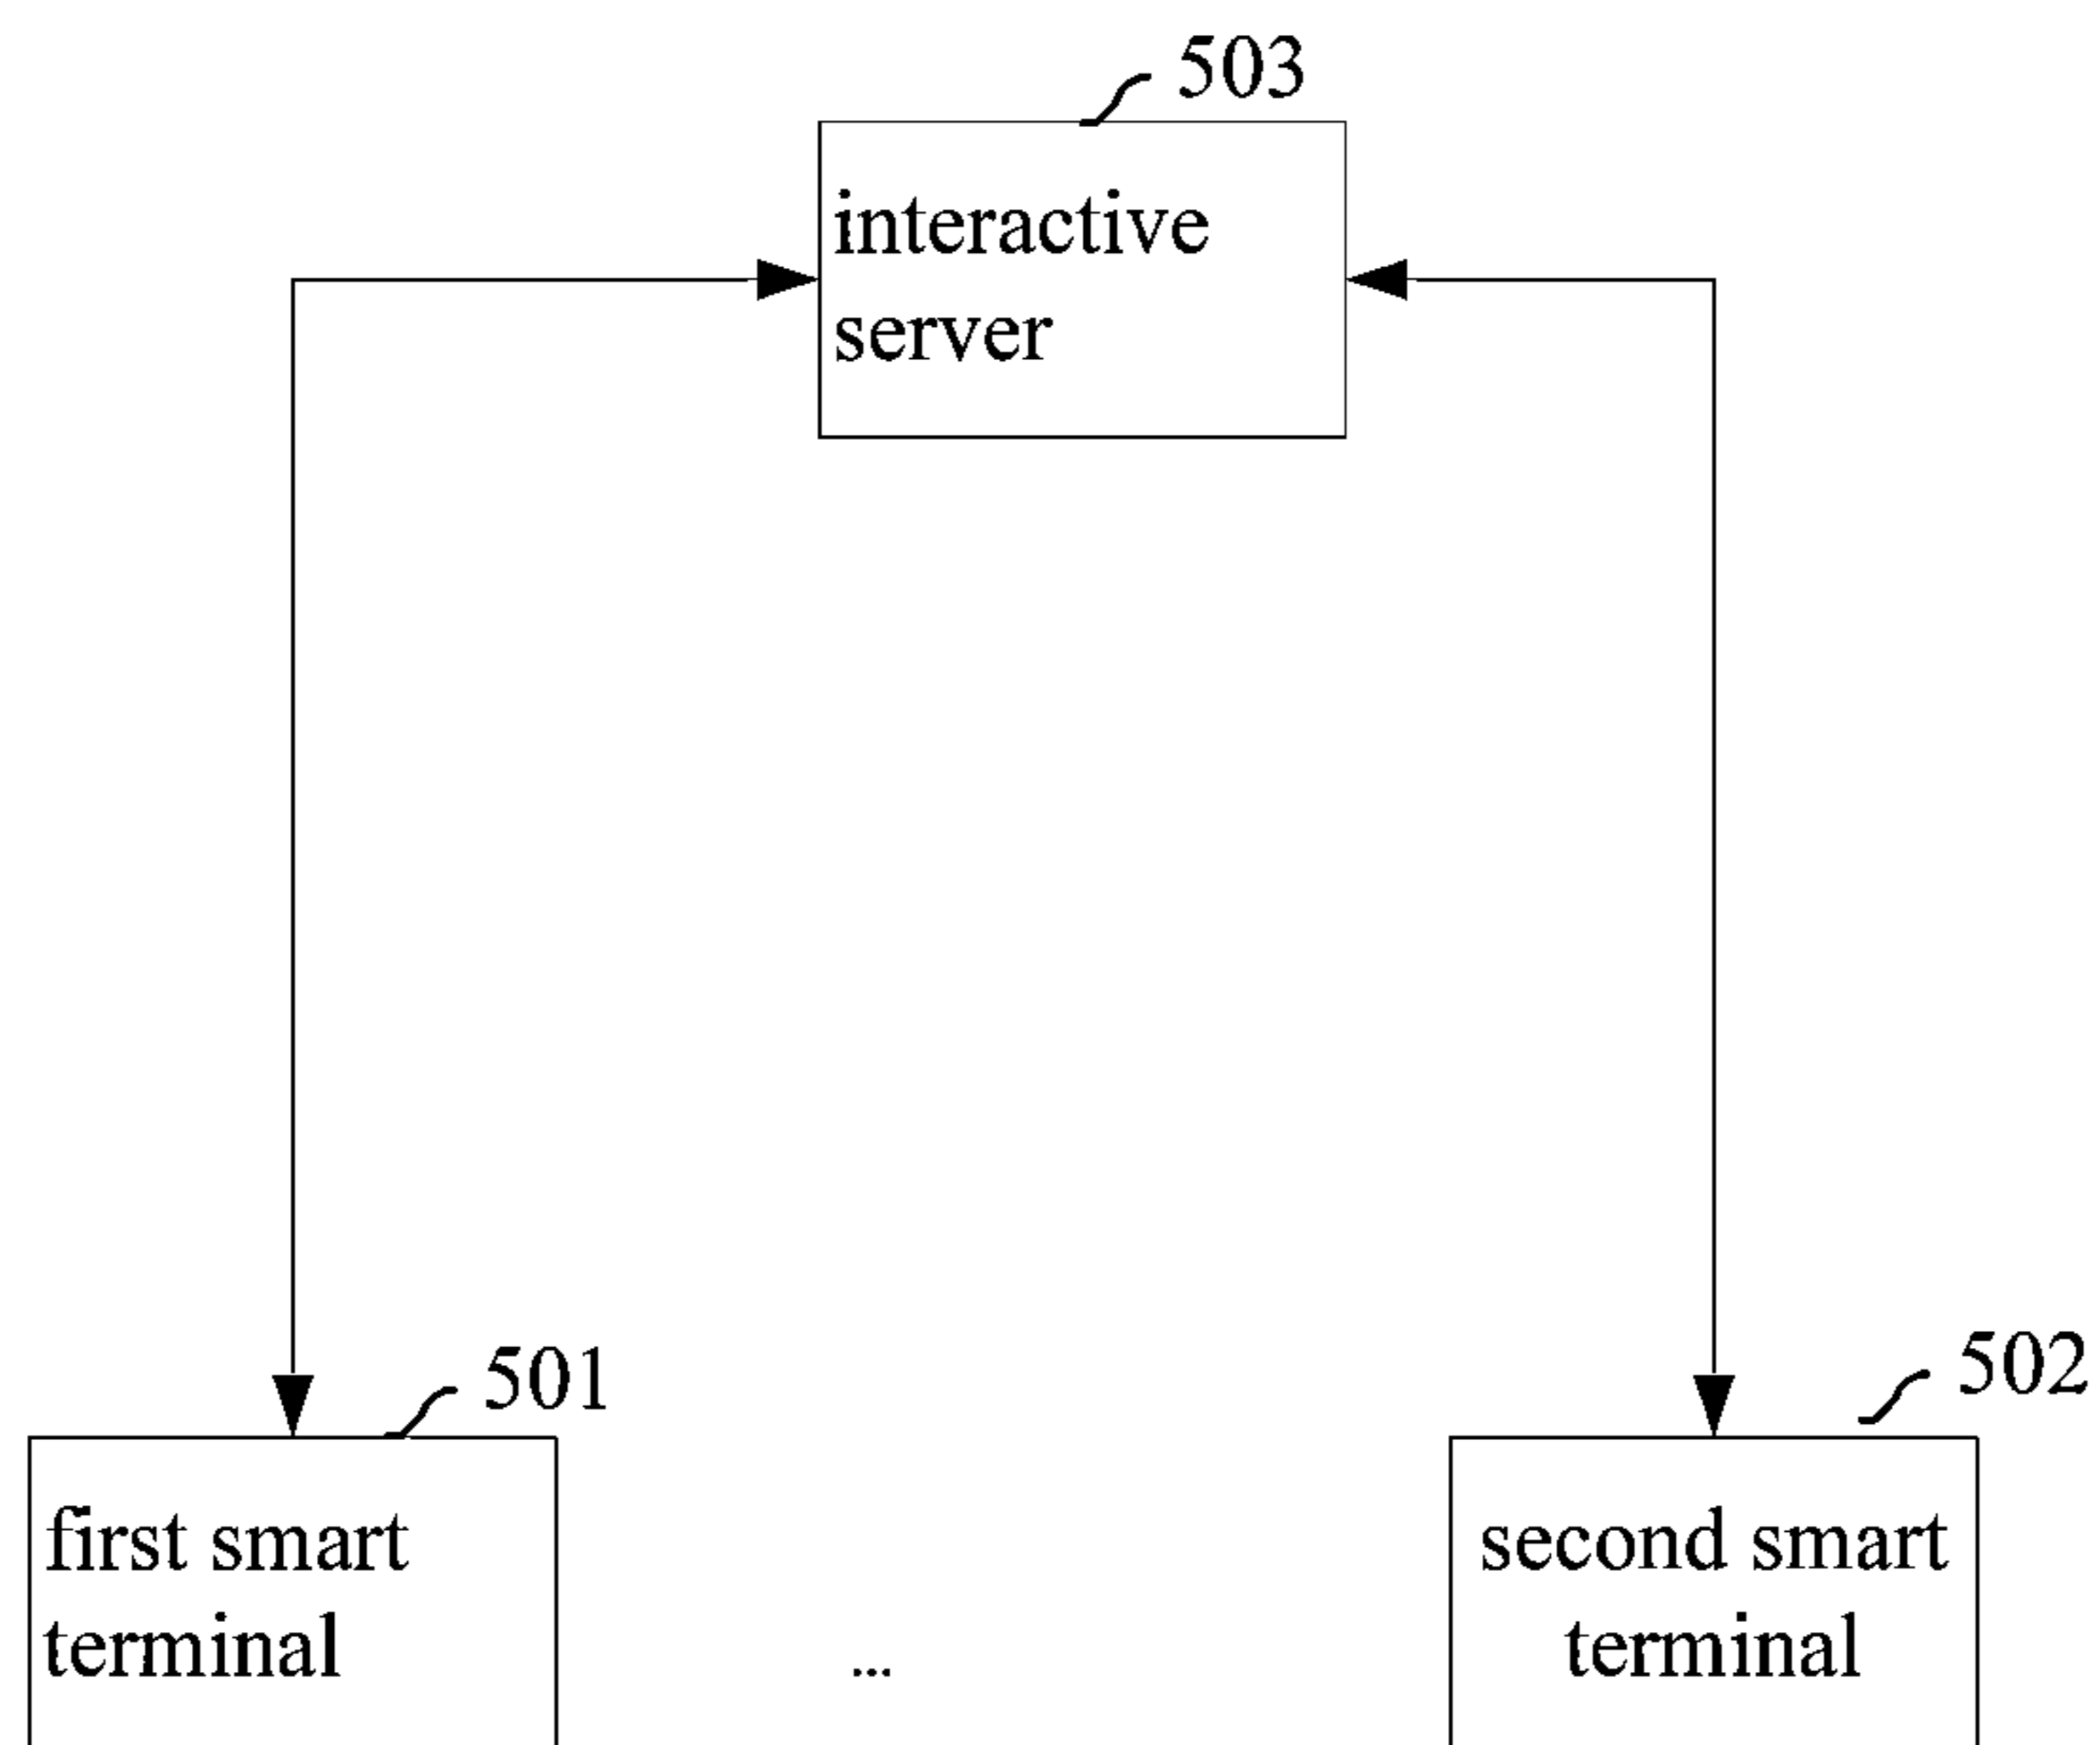 503
interactive
server
501
502
first smart
terminal
second smart
terminal
...